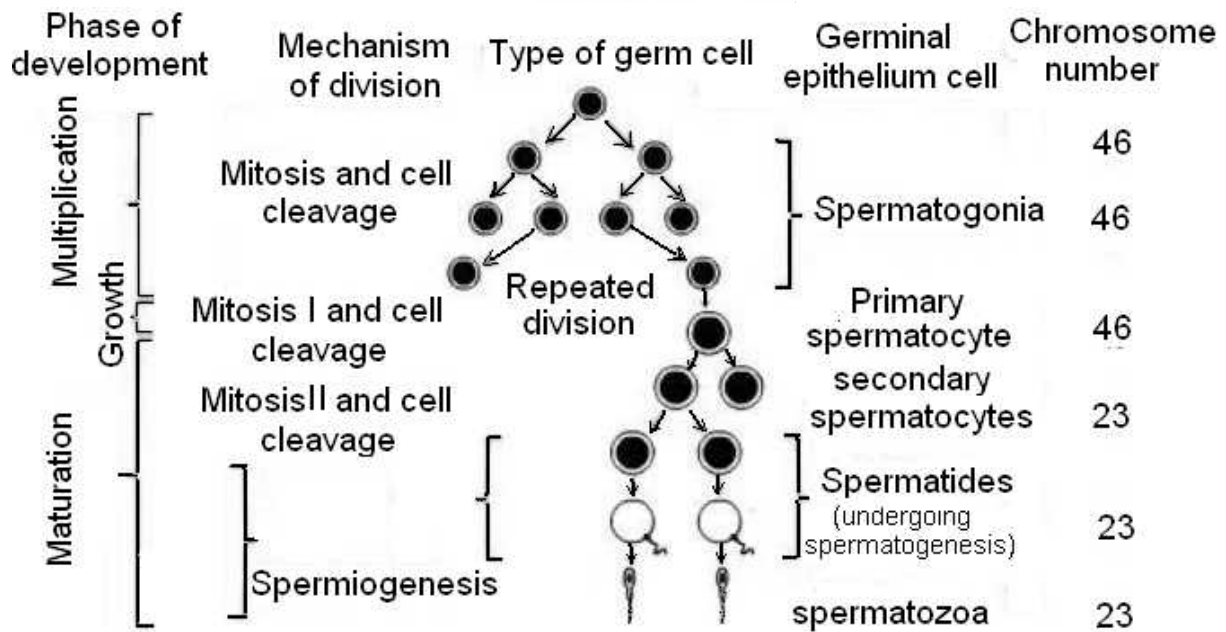 Phase of
development
Mechanism
of division
Type of germ cell
Germinal
epithelium cell
Chromosome
number
Multiplication
Mitosis and cell
cleavage
Spermatogonia
46
46
Growth
Repeated
division
Mitosis I and cell
cleavage
Primary
spermatocyte
46
MitosisII and cell
cleavage
secondary
spermatocytes
23
Maturation
Spermatides
(undergoing
spermatogenesis)
23
Spermiogenesis
spermatozoa
23